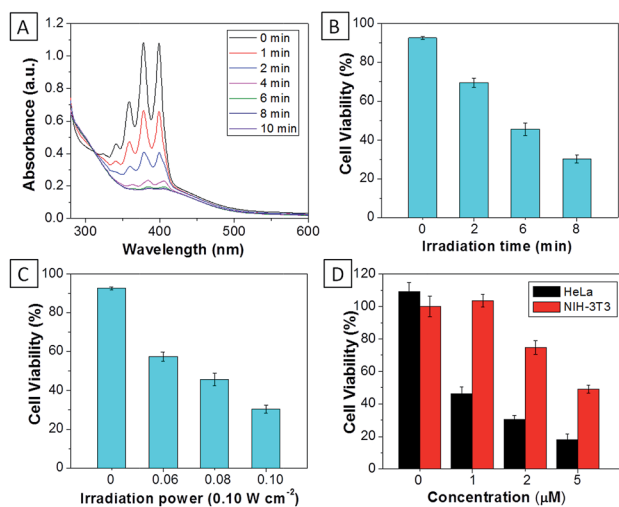 A
0 min
1 min
2 min
4 min
6 min
8 min
10 min
1.2
1.0
0.8
0.6
0.4
0.2
0.0
Absorbance (a.u.)
300
400
500
600
Wavelength (nm)
B
100
80
60
40
20
0
Cell Viability (%)
0 2 6 8
Irradiation time (min)
C
100
80
60
40
20
0
Cell Viability (%)
0 0.06 0.08 0.10
Irradiation power (0.10 W cm⁻²)
D
HeLa
NIH-3T3
120
100
80
60
40
20
0
Cell Viability (%)
0 1 2 5
Concentration (μM)